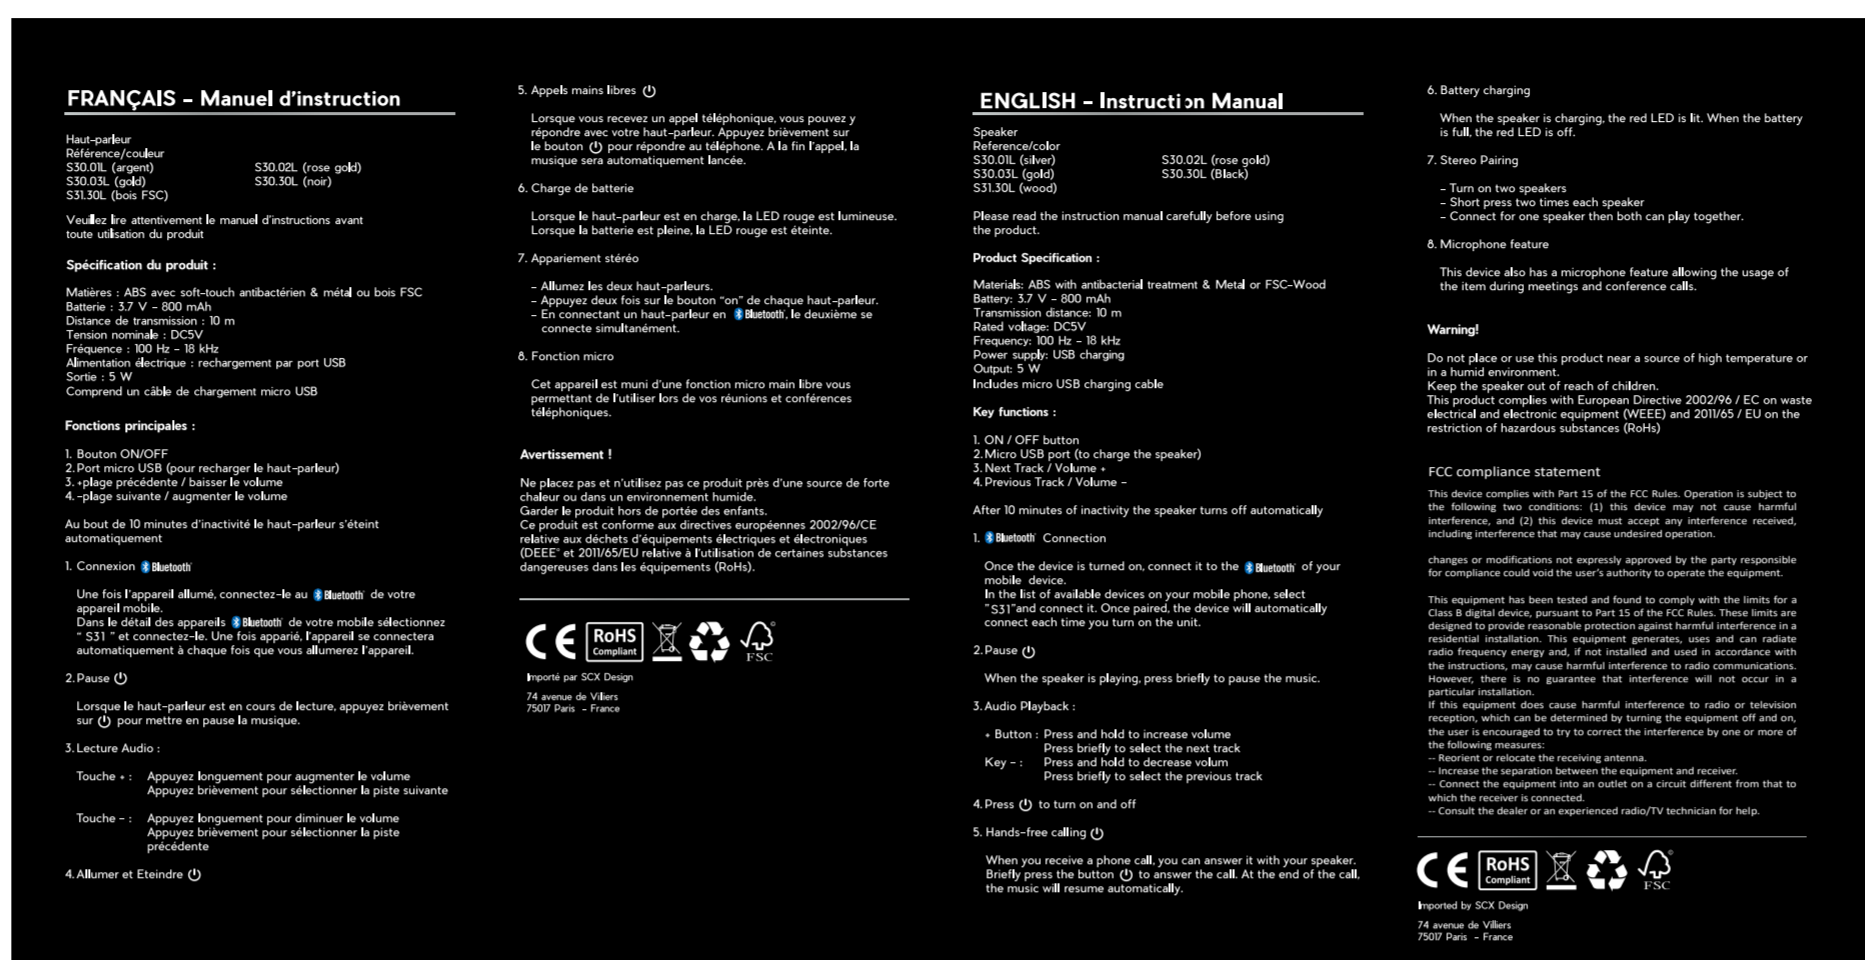 FRANÇAIS - Manuel d'instruction
Haut-parleur
Référence/couleur
S30.01L (argent) S30.02L (rose gold)
S30.03L (gold) S30.30L (noir)
S31.30L (bois FSC)
Veuillez lire attentivement le manuel d'instructions avant
toute utilisation du produit
Spécification du produit :
Matières : ABS avec soft-touch antibactérien & métal ou bois FSC
Batterie : 3.7 V - 800 mAh
Distance de transmission : 10 m
Tension nominale : DC5V
Fréquence : 100 Hz - 18 kHz
Alimentation électrique : rechargement par port USB
Sortie : 5 W
Comprend un câble de chargement micro USB
Fonctions principales :
1. Bouton ON/OFF
2. Port micro USB (pour recharger le haut-parleur)
3. +plage précédente / baisser le volume
4. -plage suivante / augmenter le volume
Au bout de 10 minutes d'inactivité le haut-parleur s'éteint
automatiquement
1. Connexion Bluetooth
Une fois l'appareil allumé, connectez-le au Bluetooth de votre
appareil mobile.
Dans le détail des appareils Bluetooth de votre mobile sélectionnez
" S31 " et connectez-le. Une fois apparié, l'appareil se connectera
automatiquement à chaque fois que vous allumerez l'appareil.
2. Pause
Lorsque le haut-parleur est en cours de lecture, appuyez brièvement
sur pour mettre en pause la musique.
3. Lecture Audio :
Touche + : Appuyez longuement pour augmenter le volume
Appuyez brièvement pour sélectionner la piste suivante
Touche - : Appuyez longuement pour diminuer le volume
Appuyez brièvement pour sélectionner la piste
précédente
4. Allumer et Eteindre
5. Appels mains libres
Lorsque vous recevez un appel téléphonique, vous pouvez y
répondre avec votre haut-parleur. Appuyez brièvement sur
le bouton pour répondre au téléphone. A la fin l'appel, la
musique sera automatiquement lancée.
6. Charge de batterie
Lorsque le haut-parleur est en charge, la LED rouge est lumineuse.
Lorsque la batterie est pleine, la LED rouge est éteinte.
7. Appariement stéréo
- Allumez les deux haut-parleurs.
- Appuyez deux fois sur le bouton "on" de chaque haut-parleur.
- En connectant un haut-parleur en Bluetooth, le deuxième se
connecte simultanément.
8. Fonction micro
Cet appareil est muni d'une fonction micro main libre vous
permettant de l'utiliser lors de vos réunions et conférences
téléphoniques.
Avertissement !
Ne placez pas et n'utilisez pas ce produit près d'une source de forte
chaleur ou dans un environnement humide.
Garder le produit hors de portée des enfants.
Ce produit est conforme aux directives européennes 2002/96/CE
relative aux déchets d'équipements électriques et électroniques
(DEEE" et 2011/65/EU relative à l'utilisation de certaines substances
dangereuses dans les équipements (RoHs).
CE RoHS Compliant FSC
Importé par SCX Design
74 avenue de Villiers
75017 Paris - France
ENGLISH - Instruction Manual
Speaker
Reference/color
S30.01L (silver) S30.02L (rose gold)
S30.03L (gold) S30.30L (Black)
S31.30L (wood)
Please read the instruction manual carefully before using
the product.
Product Specification :
Materials: ABS with antibacterial treatment & Metal or FSC-Wood
Battery: 3.7 V - 800 mAh
Transmission distance: 10 m
Rated voltage: DC5V
Frequency: 100 Hz - 18 kHz
Power supply: USB charging
Output: 5 W
Includes micro USB charging cable
Key functions :
1. ON / OFF button
2. Micro USB port (to charge the speaker)
3. Next Track / Volume +
4. Previous Track / Volume -
After 10 minutes of inactivity the speaker turns off automatically
1. Bluetooth Connection
Once the device is turned on, connect it to the Bluetooth of your
mobile device.
In the list of available devices on your mobile phone, select
"S31"and connect it. Once paired, the device will automatically
connect each time you turn on the unit.
2. Pause
When the speaker is playing, press briefly to pause the music.
3. Audio Playback :
+ Button : Press and hold to increase volume
Press briefly to select the next track
Key - : Press and hold to decrease volum
Press briefly to select the previous track
4. Press to turn on and off
5. Hands-free calling
When you receive a phone call, you can answer it with your speaker.
Briefly press the button to answer the call. At the end of the call,
the music will resume automatically.
6. Battery charging
When the speaker is charging, the red LED is lit. When the battery
is full, the red LED is off.
7. Stereo Pairing
- Turn on two speakers
- Short press two times each speaker
- Connect for one speaker then both can play together.
8. Microphone feature
This device also has a microphone feature allowing the usage of
the item during meetings and conference calls.
Warning!
Do not place or use this product near a source of high temperature or
in a humid environment.
Keep the speaker out of reach of children.
This product complies with European Directive 2002/96 / EC on waste
electrical and electronic equipment (WEEE) and 2011/65 / EU on the
restriction of hazardous substances (RoHs)
FCC compliance statement
This device complies with Part 15 of the FCC Rules. Operation is subject to
the following two conditions: (1) this device may not cause harmful
interference, and (2) this device must accept any interference received,
including interference that may cause undesired operation.
changes or modifications not expressly approved by the party responsible
for compliance could void the user's authority to operate the equipment.
This equipment has been tested and found to comply with the limits for a
Class B digital device, pursuant to Part 15 of the FCC Rules. These limits are
designed to provide reasonable protection against harmful interference in a
residential installation. This equipment generates, uses and can radiate
radio frequency energy and, if not installed and used in accordance with
the instructions, may cause harmful interference to radio communications.
However, there is no guarantee that interference will not occur in a
particular installation.
If this equipment does cause harmful interference to radio or television
reception, which can be determined by turning the equipment off and on,
the user is encouraged to try to correct the interference by one or more of
the following measures:
-- Reorient or relocate the receiving antenna.
-- Increase the separation between the equipment and receiver.
-- Connect the equipment into an outlet on a circuit different from that to
which the receiver is connected.
-- Consult the dealer or an experienced radio/TV technician for help.
CE RoHS Compliant FSC
Imported by SCX Design
74 avenue de Villiers
75017 Paris - France